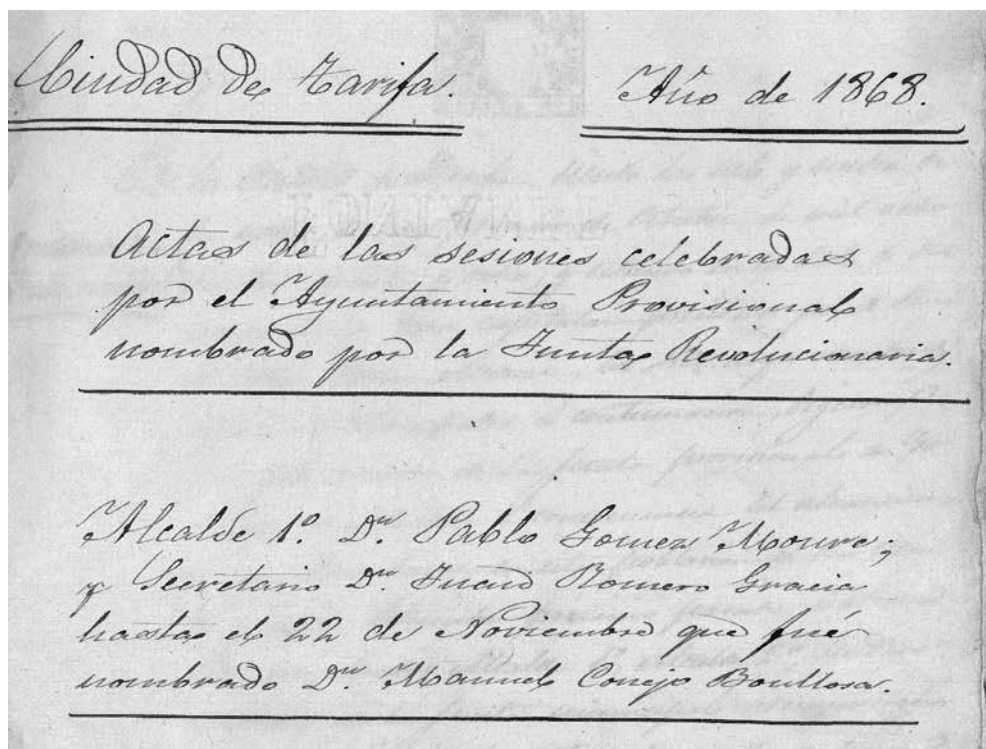 Ciudad de Tarifa. Año de 1868.
Actas de las sesiones celebradas
por el Ayuntamiento Provisional
nombrado por la Junta Revolucionaria.
Alcalde 1.º Dn. Pablo Gomez Moure;
y Secretario Dn. Juan Romero Gracia
hasta el 22 de Noviembre que fué
nombrado Dn. Manuel Conejo Boullosa.